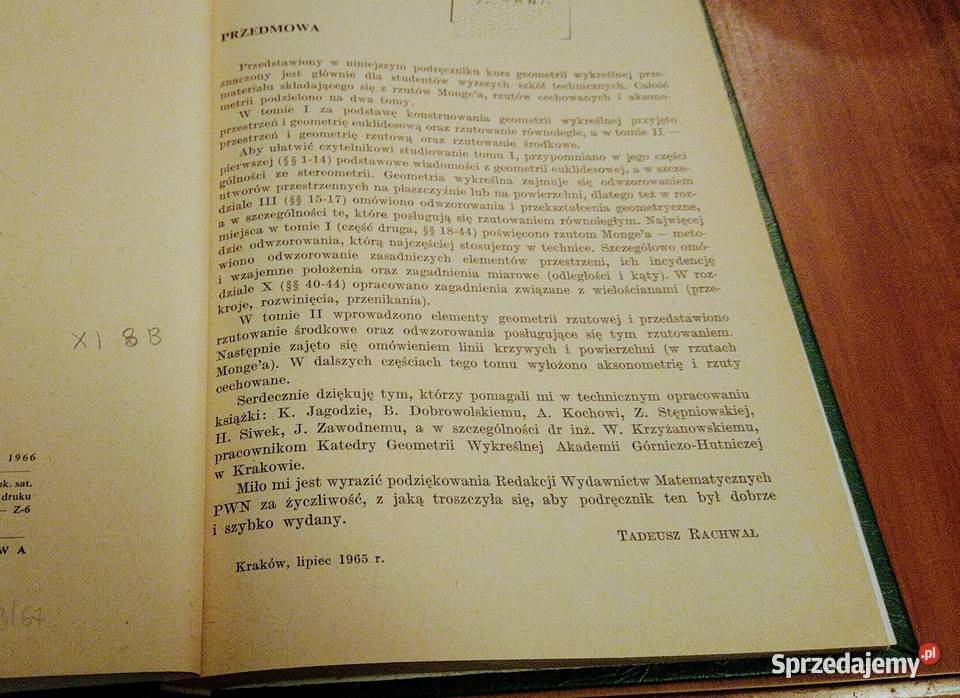 PRZEDMOWA
Przedstawiony w niniejszym podręczniku kurs geometrii wykreślnej prze-
znaczony jest głównie dla studentów wyższych szkół technicznych. Całość
materiału składającego się z rzutów Monge'a, rzutów cechowanych i aksono-
metrii podzielono na dwa tomy.
W tomie I za podstawę konstruowania geometrii wykreślnej przyjęto
przestrzeń i geometrię euklidesową oraz rzutowanie równoległe, a w tomie II —
przestrzeń i geometrię rzutową oraz rzutowanie środkowe.
Aby ułatwić czytelnikowi studiowanie tomu I, przypomniano w jego części
pierwszej (§§ 1-14) podstawowe wiadomości z geometrii euklidesowej, a w szcze-
gólności ze stereometrii. Geometria wykreślna zajmuje się odwzorowaniem
utworów przestrzennych na płaszczyźnie lub na powierzchni, dlatego też w roz-
dziale III (§§ 15-17) omówiono odwzorowania i przekształcenia geometryczne,
a w szczególności te, które posługują się rzutowaniem równoległym. Najwięcej
miejsca w tomie I (część druga, §§ 18-44) poświęcono rzutom Monge'a — meto-
dzie odwzorowania, którą najczęściej stosujemy w technice. Szczegółowo omó-
wiono odwzorowanie zasadniczych elementów przestrzeni, ich incydencję
i wzajemne położenia oraz zagadnienia miarowe (odległości i kąty). W roz-
dziale X (§§ 40-44) opracowano zagadnienia związane z wielościanami (prze-
kroje, rozwinięcia, przenikania).
W tomie II wprowadzono elementy geometrii rzutowej i przedstawiono
rzutowanie środkowe oraz odwzorowania posługujące się tym rzutowaniem.
Następnie zajęto się omówieniem linii krzywych i powierzchni (w rzutach
Monge'a). W dalszych częściach tego tomu wyłożono aksonometrię i rzuty
cechowane.
Serdecznie dziękuję tym, którzy pomagali mi w technicznym opracowaniu
książki: K. Jagodzie, B. Dobrowolskiemu, A. Kochowi, Z. Stępniowskiej,
H. Siwek, J. Zawodnemu, a w szczególności dr inż. W. Krzyżanowskiemu,
pracownikom Katedry Geometrii Wykreślnej Akademii Górniczo-Hutniczej
w Krakowie.
Miło mi jest wyrazić podziękowania Redakcji Wydawnictw Matematycznych
PWN za życzliwość, z jaką troszczyła się, aby podręcznik ten był dobrze
i szybko wydany.
TADEUSZ RACHWAŁ
Kraków, lipiec 1965 r.
XI 8 B
1966
uk. sat.
druku
— Z-6
W A
/67
Sprzedajemy.pl